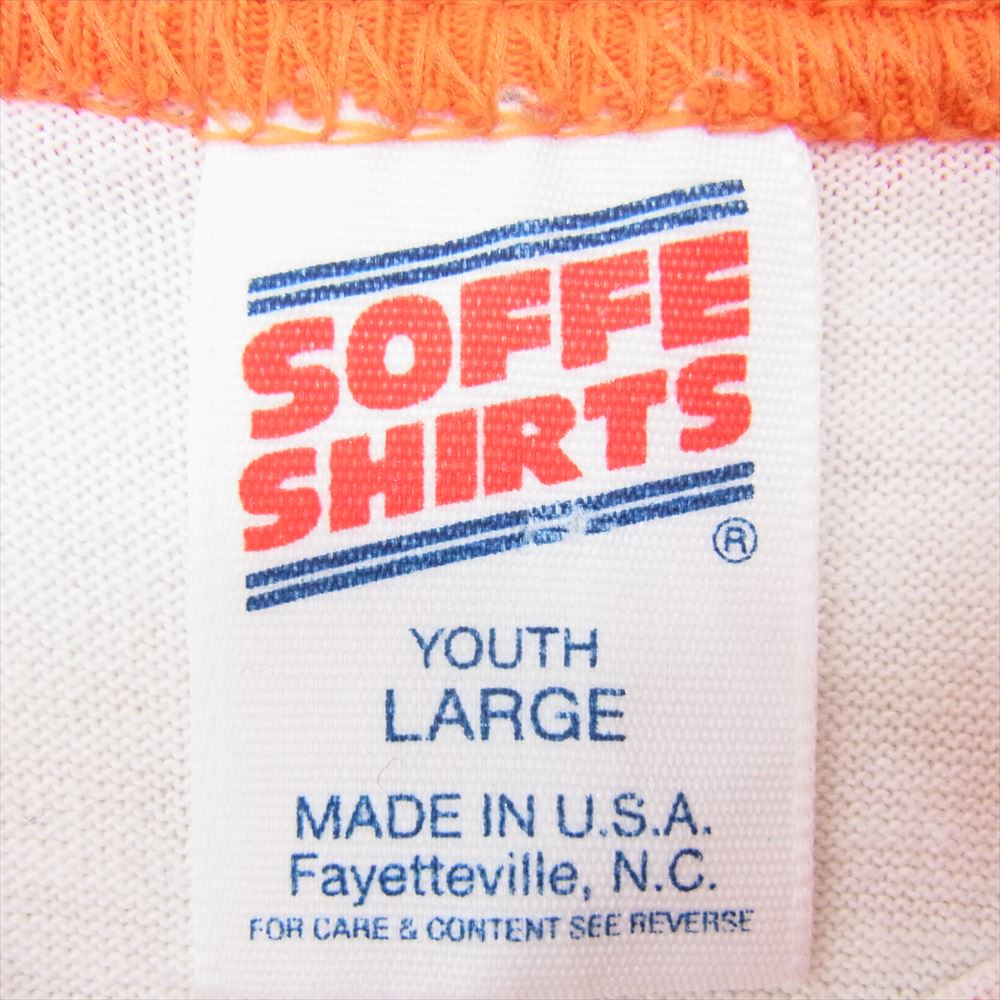 SOFFE
SHIRTS
®
YOUTH
LARGE
MADE IN U.S.A.
Fayetteville, N.C.
FOR CARE & CONTENT SEE REVERSE